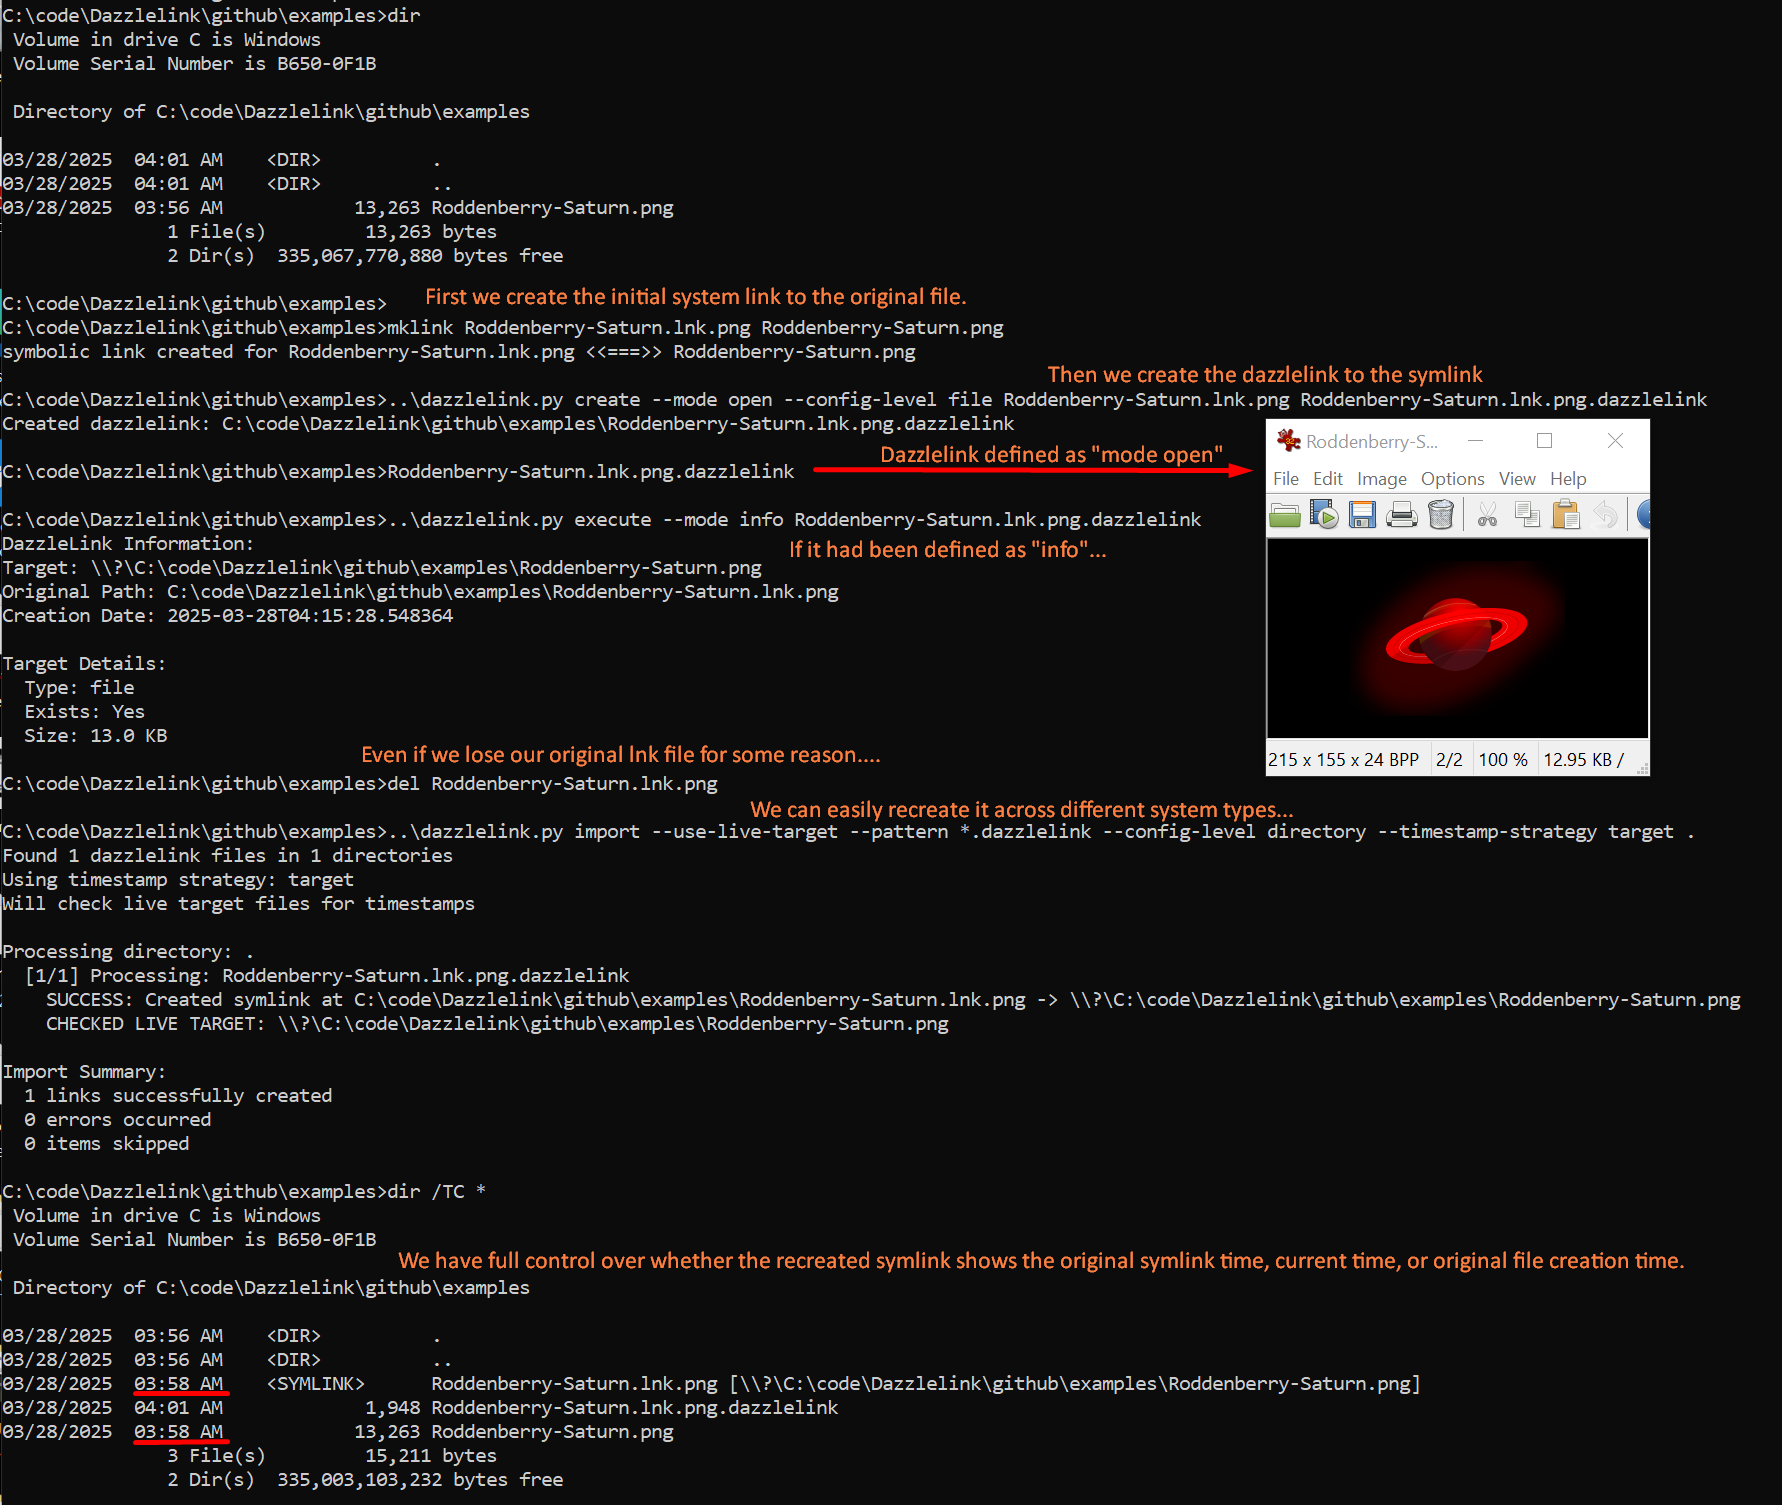 C:\code\Dazzlelink\github\examples>dir
Volume in drive C is Windows
Volume Serial Number is B650-0F1B
Directory of C:\code\Dazzlelink\github\examples
03/28/2025  04:01 AM    <DIR>          .
03/28/2025  04:01 AM    <DIR>          ..
03/28/2025  03:56 AM            13,263 Roddenberry-Saturn.png
1 File(s)         13,263 bytes
2 Dir(s)  335,067,770,880 bytes free
First we create the initial system link to the original file.
C:\code\Dazzlelink\github\examples>
C:\code\Dazzlelink\github\examples>mklink Roddenberry-Saturn.lnk.png Roddenberry-Saturn.png
symbolic link created for Roddenberry-Saturn.lnk.png <<===>> Roddenberry-Saturn.png
Then we create the dazzlelink to the symlink
C:\code\Dazzlelink\github\examples>..\dazzlelink.py create --mode open --config-level file Roddenberry-Saturn.lnk.png Roddenberry-Saturn.lnk.png.dazzlelink
Created dazzlelink: C:\code\Dazzlelink\github\examples\Roddenberry-Saturn.lnk.png.dazzlelink
Dazzlelink defined as "mode open"
C:\code\Dazzlelink\github\examples>Roddenberry-Saturn.lnk.png.dazzlelink
Roddenberry-S...
File Edit Image Options View Help
215 x 155 x 24 BPP 2/2 100 % 12.95 KB /
C:\code\Dazzlelink\github\examples>..\dazzlelink.py execute --mode info Roddenberry-Saturn.lnk.png.dazzlelink
DazzleLink Information:
If it had been defined as "info"...
Target: \\?\C:\code\Dazzlelink\github\examples\Roddenberry-Saturn.png
Original Path: C:\code\Dazzlelink\github\examples\Roddenberry-Saturn.lnk.png
Creation Date: 2025-03-28T04:15:28.548364
Target Details:
Type: file
Exists: Yes
Size: 13.0 KB
Even if we lose our original lnk file for some reason....
C:\code\Dazzlelink\github\examples>del Roddenberry-Saturn.lnk.png
We can easily recreate it across different system types...
C:\code\Dazzlelink\github\examples>..\dazzlelink.py import --use-live-target --pattern *.dazzlelink --config-level directory --timestamp-strategy target .
Found 1 dazzlelink files in 1 directories
Using timestamp strategy: target
Will check live target files for timestamps
Processing directory: .
[1/1] Processing: Roddenberry-Saturn.lnk.png.dazzlelink
SUCCESS: Created symlink at C:\code\Dazzlelink\github\examples\Roddenberry-Saturn.lnk.png -> \\?\C:\code\Dazzlelink\github\examples\Roddenberry-Saturn.png
CHECKED LIVE TARGET: \\?\C:\code\Dazzlelink\github\examples\Roddenberry-Saturn.png
Import Summary:
1 links successfully created
0 errors occurred
0 items skipped
C:\code\Dazzlelink\github\examples>dir /TC *
Volume in drive C is Windows
Volume Serial Number is B650-0F1B
We have full control over whether the recreated symlink shows the original symlink time, current time, or original file creation time.
Directory of C:\code\Dazzlelink\github\examples
03/28/2025  03:56 AM    <DIR>          .
03/28/2025  03:56 AM    <DIR>          ..
03/28/2025  03:58 AM    <SYMLINK>      Roddenberry-Saturn.lnk.png [\\?\C:\code\Dazzlelink\github\examples\Roddenberry-Saturn.png]
03/28/2025  04:01 AM             1,948 Roddenberry-Saturn.lnk.png.dazzlelink
03/28/2025  03:58 AM            13,263 Roddenberry-Saturn.png
3 File(s)         15,211 bytes
2 Dir(s)  335,003,103,232 bytes free